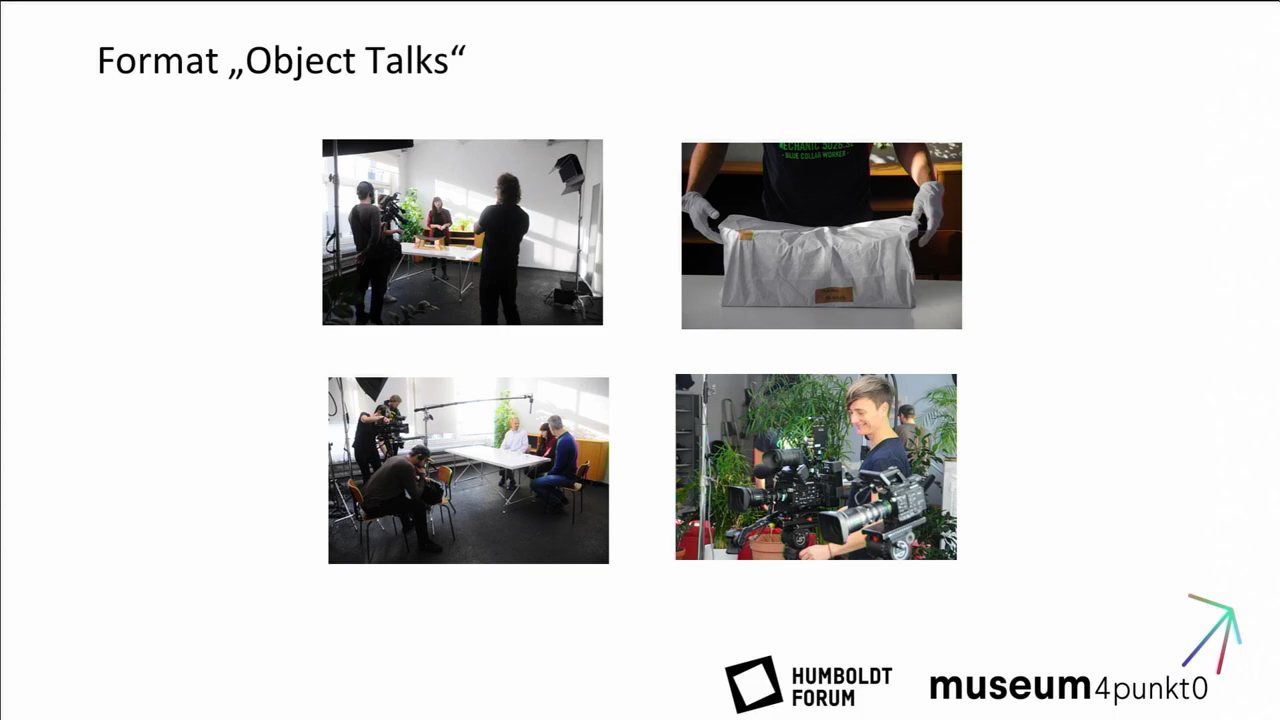 Format „Object Talks“
MECHANIC
- BLUE COLLAR WORKER -
HUMBOLDT
FORUM
museum4punkt0